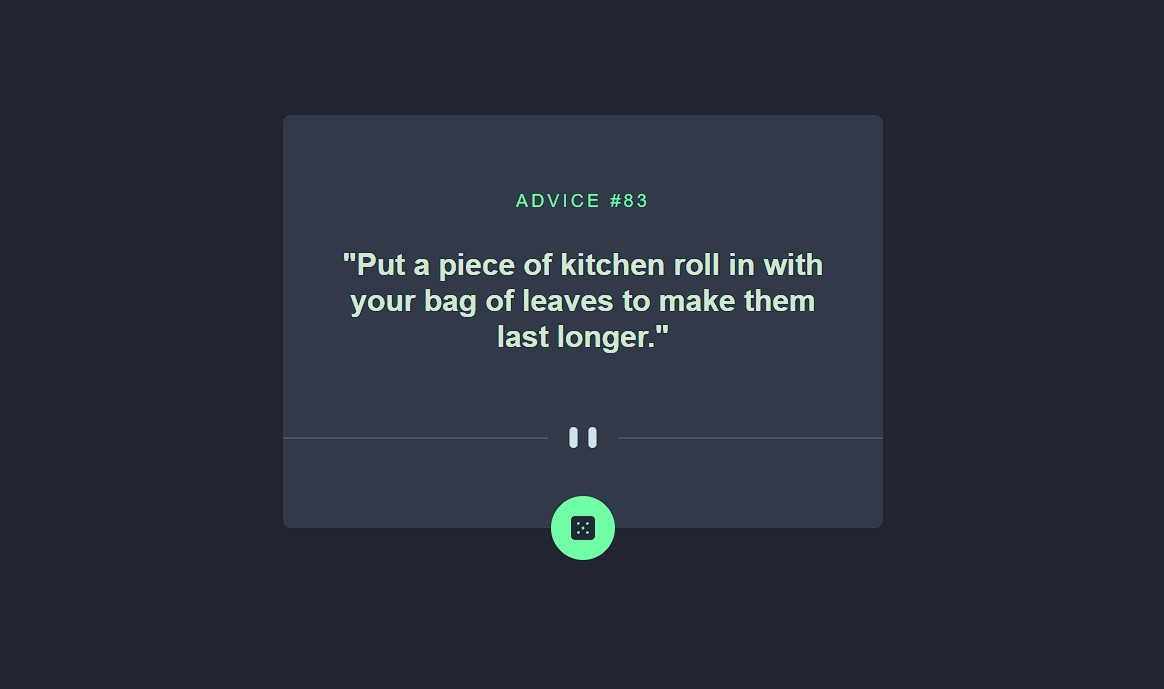 ADVICE #83
"Put a piece of kitchen roll in with
your bag of leaves to make them
last longer."